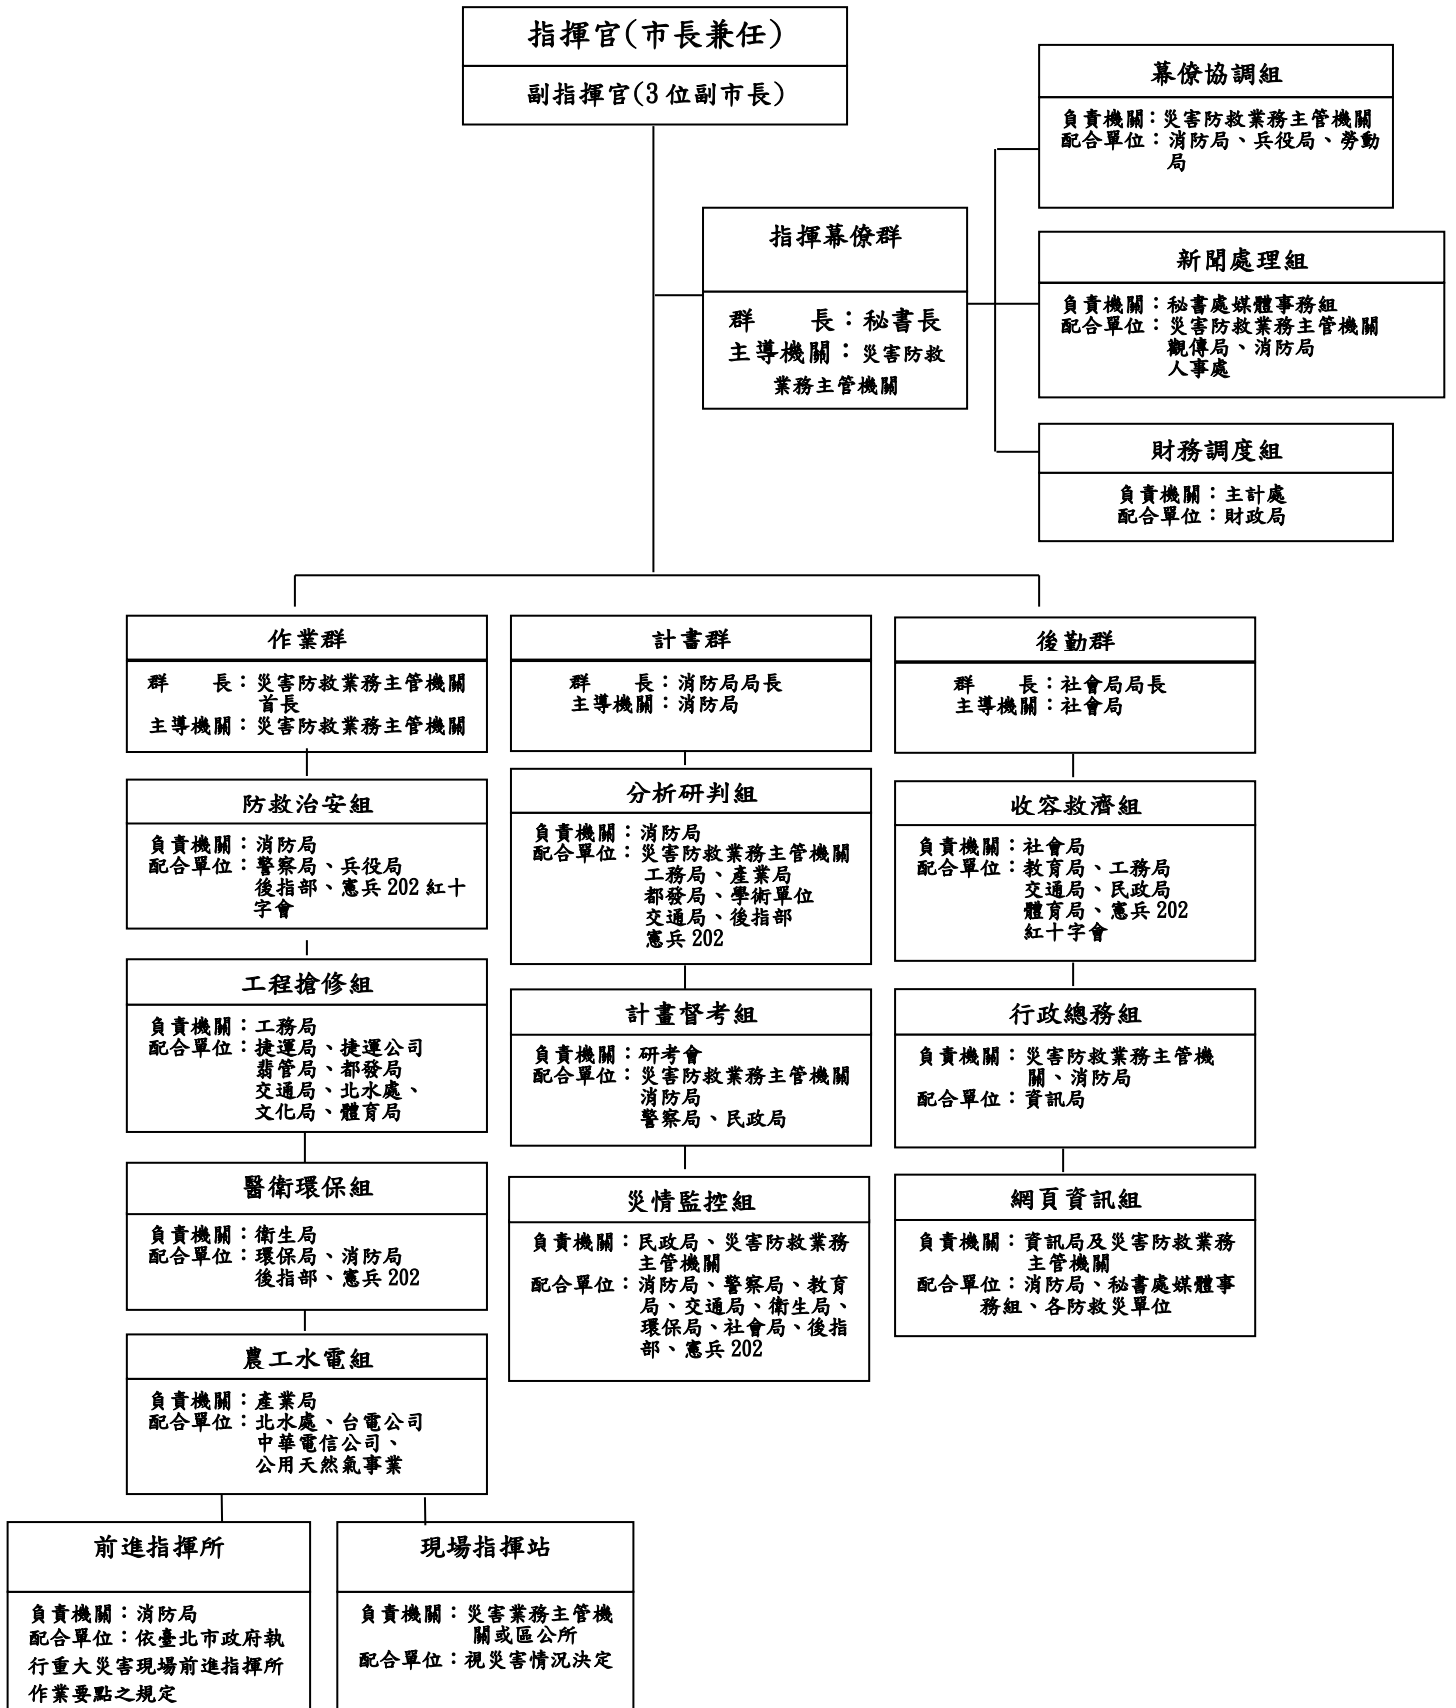 指揮官(市長兼任)
副指揮官(3位副市長)
幕僚協調組
負責機關：災害防救業務主管機關
配合單位：消防局、兵役局、勞動
局
指揮幕僚群
群　　長：秘書長
主導機關：災害防救
業務主管機關
新聞處理組
負責機關：秘書處媒體事務組
配合單位：災害防救業務主管機關
觀傳局、消防局
人事處
財務調度組
負責機關：主計處
配合單位：財政局
作業群
群　　長：災害防救業務主管機關
首長
主導機關：災害防救業務主管機關
防救治安組
負責機關：消防局
配合單位：警察局、兵役局
後指部、憲兵202紅十
字會
工程搶修組
負責機關：工務局
配合單位：捷運局、捷運公司
翡管局、都發局
交通局、北水處、
文化局、體育局
醫衛環保組
負責機關：衛生局
配合單位：環保局、消防局
後指部、憲兵202
農工水電組
負責機關：產業局
配合單位：北水處、台電公司
中華電信公司、
公用天然氣事業
前進指揮所
負責機關：消防局
配合單位：依臺北市政府執
行重大災害現場前進指揮所
作業要點之規定
現場指揮站
負責機關：災害業務主管機
關或區公所
配合單位：視災害情況決定
計畫群
群　　長：消防局局長
主導機關：消防局
分析研判組
負責機關：消防局
配合單位：災害防救業務主管機關
工務局、產業局
都發局、學術單位
交通局、後指部
憲兵202
計畫督考組
負責機關：研考會
配合單位：災害防救業務主管機關
消防局
警察局、民政局
災情監控組
負責機關：民政局、災害防救業務
主管機關
配合單位：消防局、警察局、教育
局、交通局、衛生局、
環保局、社會局、後指
部、憲兵202
後勤群
群　　長：社會局局長
主導機關：社會局
收容救濟組
負責機關：社會局
配合單位：教育局、工務局
交通局、民政局
體育局、憲兵202
紅十字會
行政總務組
負責機關：災害防救業務主管機
關、消防局
配合單位：資訊局
網頁資訊組
負責機關：資訊局及災害防救業務
主管機關
配合單位：消防局、秘書處媒體事
務組、各防救災單位